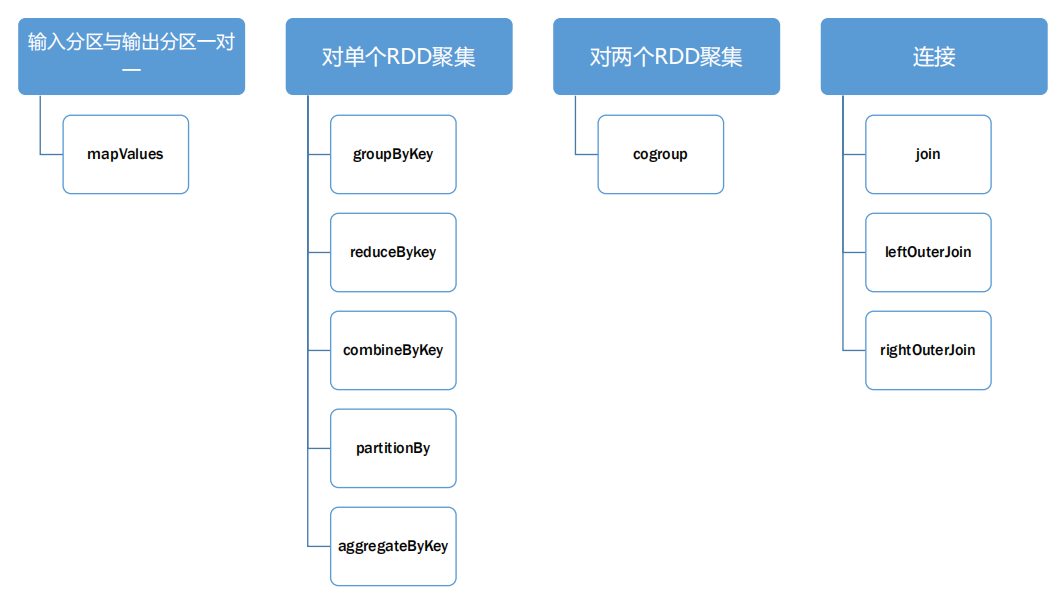 输入分区与输出分区一对
一
mapValues
对单个RDD聚集
groupByKey
reduceBykey
combineByKey
partitionBy
aggregateByKey
对两个RDD聚集
cogroup
连接
join
leftOuterJoin
rightOuterJoin